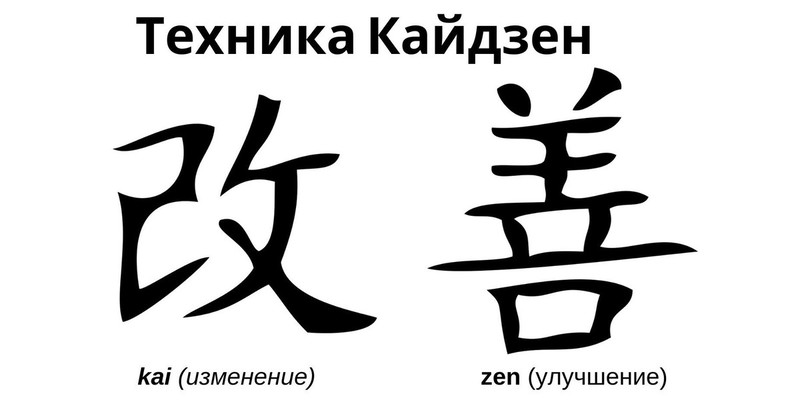 Техника Кайдзен
改 善
kai (изменение) zen (улучшение)